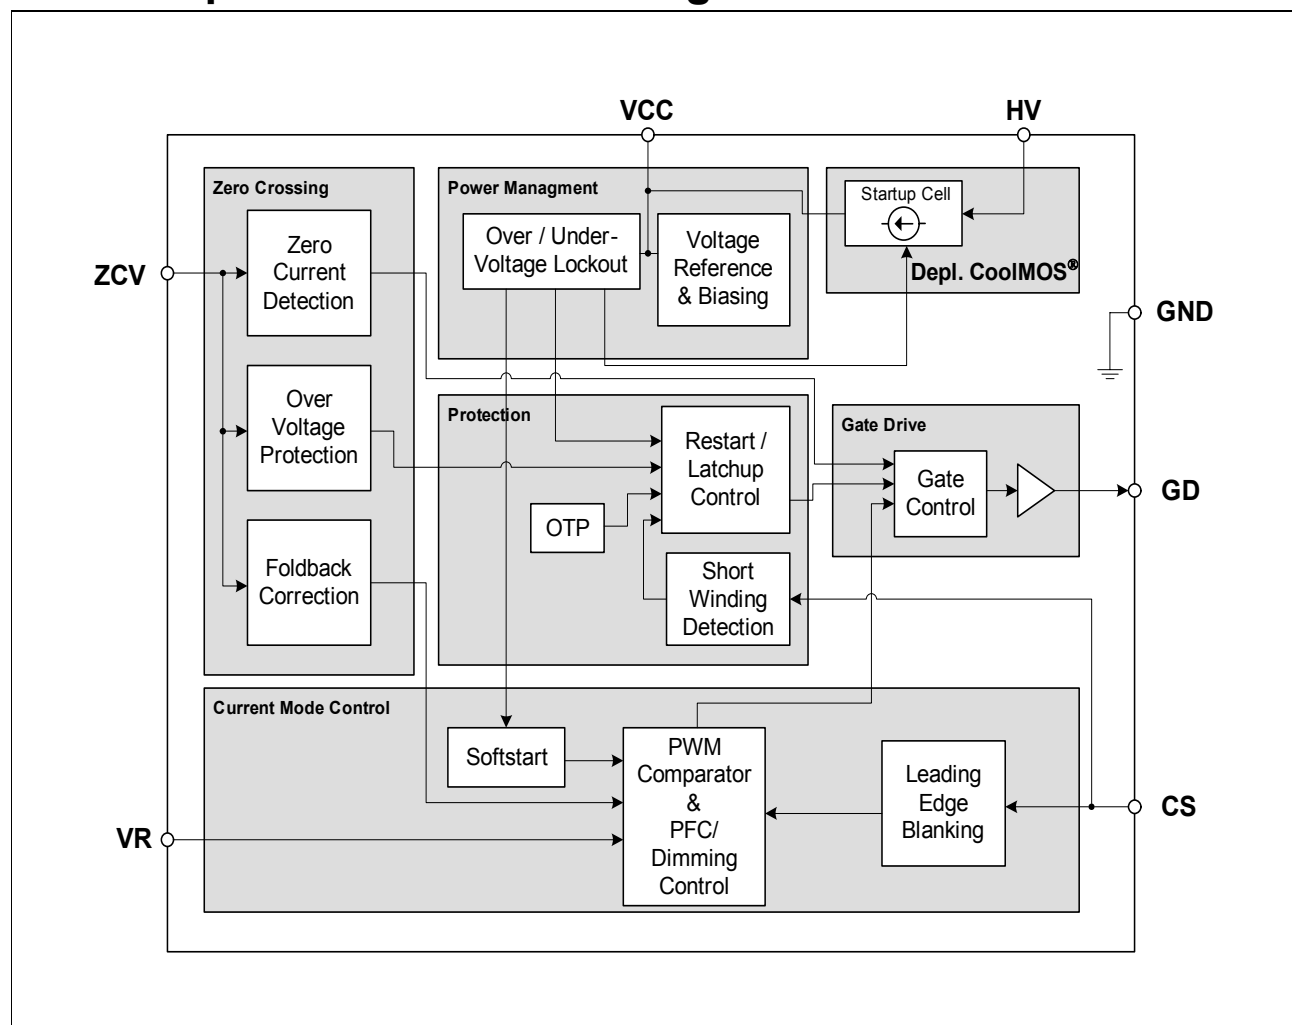 VCC
HV
Zero Crossing
Zero
Current
Detection
Over
Voltage
Protection
Foldback
Correction
Power Managment
Over / Under-
Voltage Lockout
Voltage
Reference
& Biasing
Startup Cell
Depl. CoolMOS®
ZCV
GND
Protection
Restart /
Latchup
Control
OTP
Short
Winding
Detection
Gate Drive
Gate
Control
GD
Current Mode Control
Softstart
PWM
Comparator
&
PFC/
Dimming
Control
Leading
Edge
Blanking
VR
CS